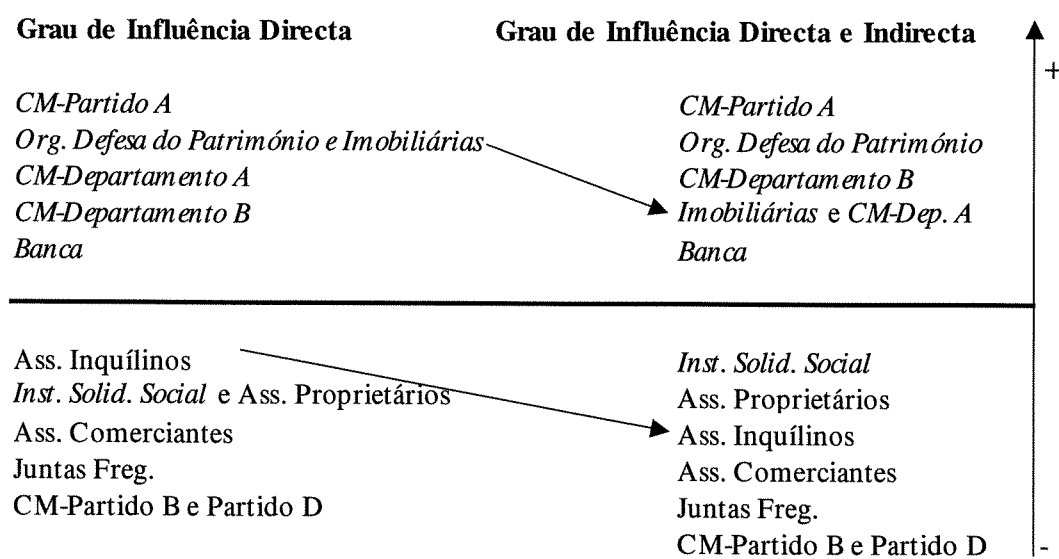 Grau de Influência Directa
CM-Partido A
Org. Defesa do Património e Imobiliárias
CM-Departamento A
CM-Departamento B
Banca
Ass. Inquílinos
Inst. Solid. Social e Ass. Proprietários
Ass. Comerciantes
Juntas Freg.
CM-Partido B e Partido D
Grau de Influência Directa e Indirecta
CM-Partido A
Org. Defesa do Património
CM-Departamento B
Imobiliárias e CM-Dep. A
Banca
Inst. Solid. Social
Ass. Proprietários
Ass. Inquílinos
Ass. Comerciantes
Juntas Freg.
CM-Partido B e Partido D
+
-